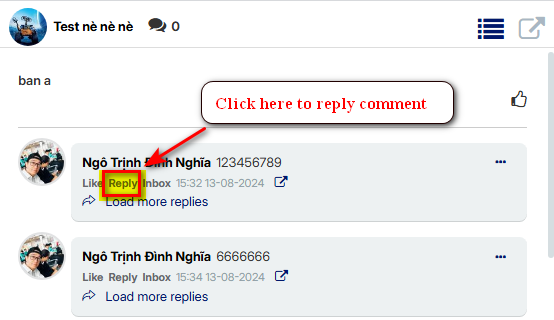 Test nè nè nè 0
ban a
Click here to reply comment
Ngô Trịnh Đình Nghĩa 123456789
Like Reply Inbox 15:32 13-08-2024
Load more replies
Ngô Trịnh Đình Nghĩa 6666666
Like Reply Inbox 15:34 13-08-2024
Load more replies